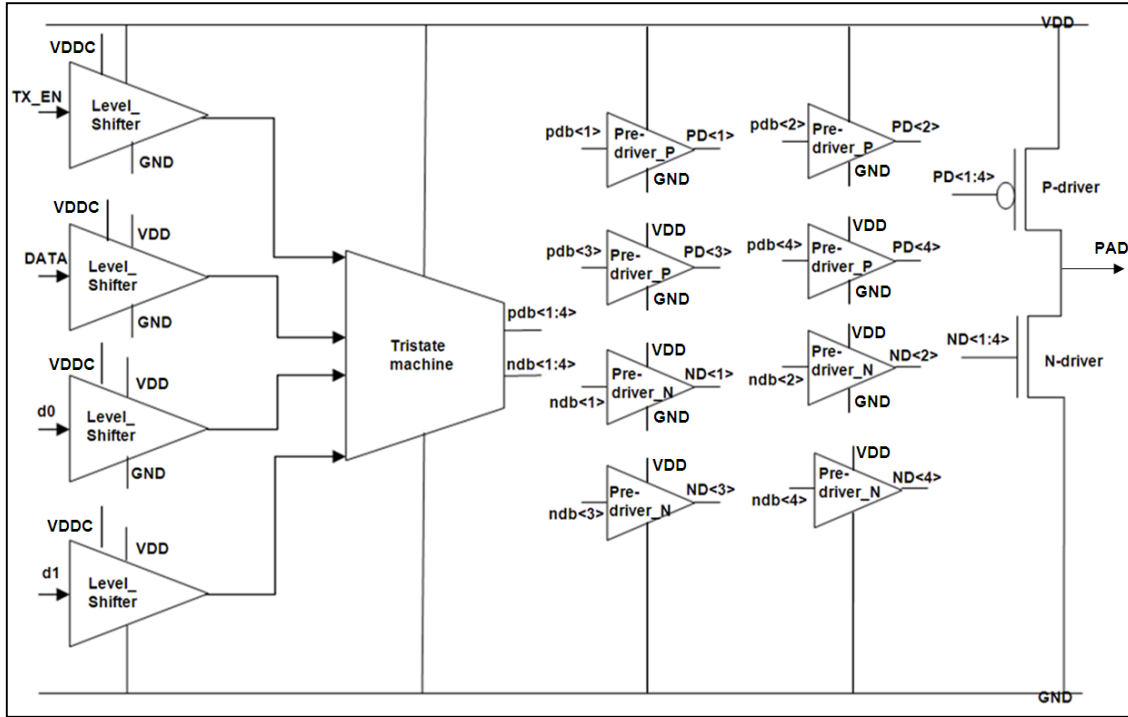 VDD
VDDC
TX_EN
Level_
Shifter
GND
VDDC
VDD
DATA
Level_
Shifter
GND
VDDC
VDD
d0
Level_
Shifter
GND
VDDC
VDD
d1
Level_
Shifter
Tristate
machine
pdb<1:4>
ndb<1:4>
pdb<1>
Pre-
driver_P
PD<1>
GND
pdb<2>
Pre-
driver_P
PD<2>
GND
VDD
pdb<3>
Pre-
driver_P
PD<3>
GND
VDD
pdb<4>
Pre-
driver_P
PD<4>
GND
VDD
ndb<1>
Pre-
driver_N
ND<1>
GND
VDD
ndb<2>
Pre-
driver_N
ND<2>
GND
VDD
ndb<3>
Pre-
driver_N
ND<3>
VDD
ndb<4>
Pre-
driver_N
ND<4>
PD<1:4>
P-driver
PAD
ND<1:4>
N-driver
GND